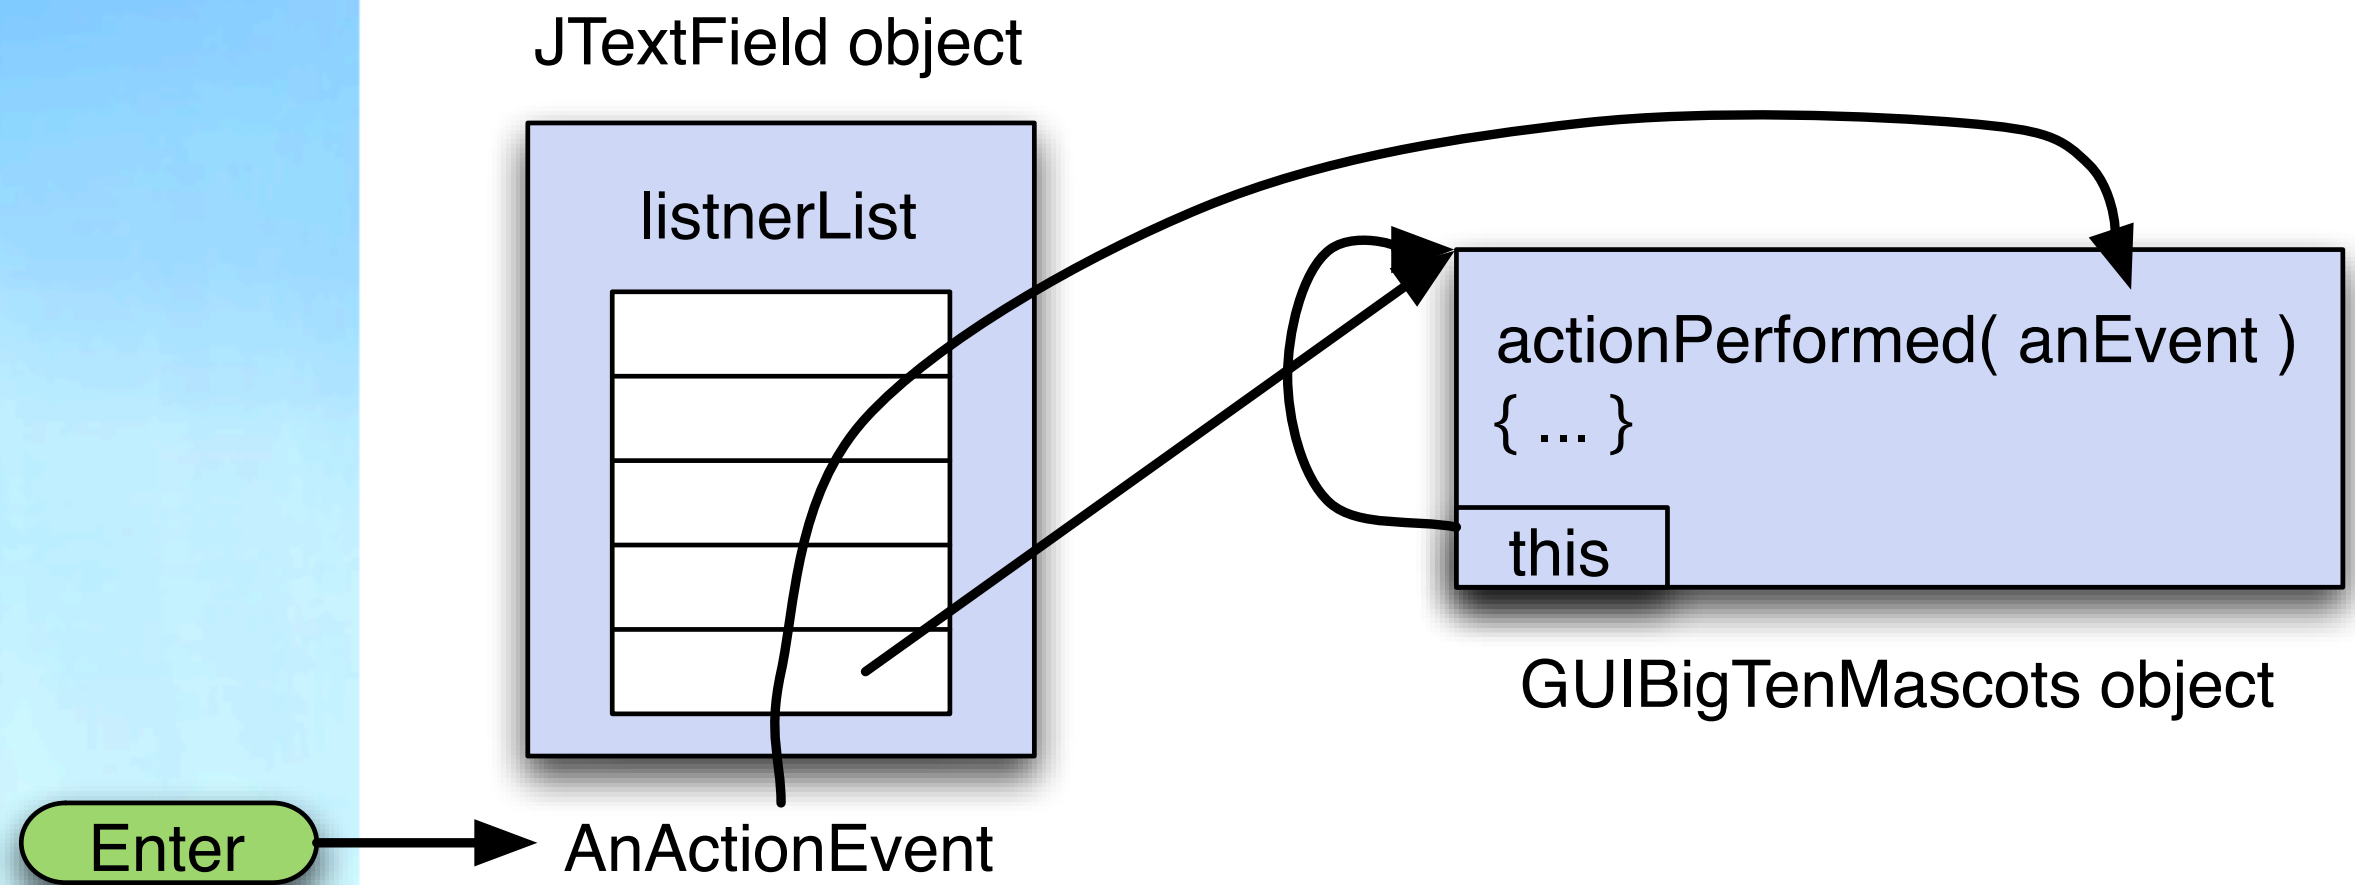 JTextField object
listnerList
actionPerformed( anEvent )
{ ... }
this
GUIBigTenMascots object
Enter
AnActionEvent